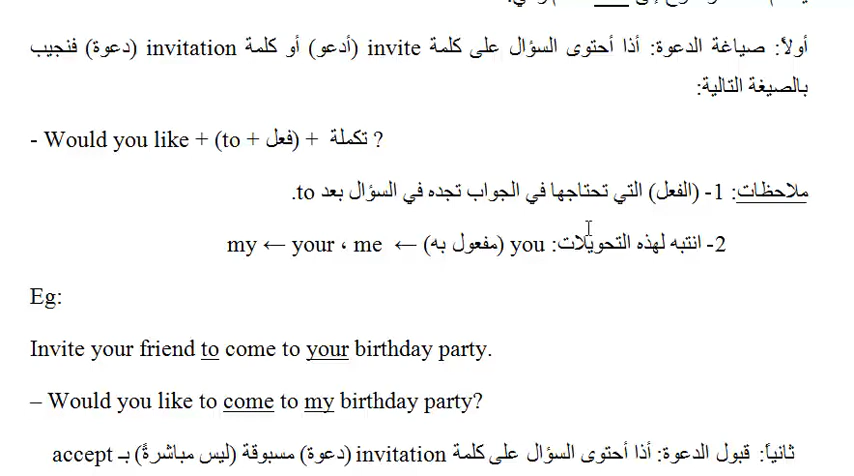 أولاً: صياغة الدعوة: أذا أحتوى السؤال على كلمة invite (أدعو) أو كلمة invitation (دعوة) فنجيب
بالصيغة التالية:
- Would you like + (to + فعل) + تكملة ?
ملاحظات: 1- (الفعل) التي تحتاجها في الجواب تجده في السؤال بعد to.
2- انتبه لهذه التحويلات: you (مفعول به) ← me ، your ← my
Eg:
Invite your friend to come to your birthday party.
– Would you like to come to my birthday party?
ثانياً: قبول الدعوة: أذا أحتوى السؤال على كلمة invitation (دعوة) مسبوقة (ليس مباشرةً) بـ accept